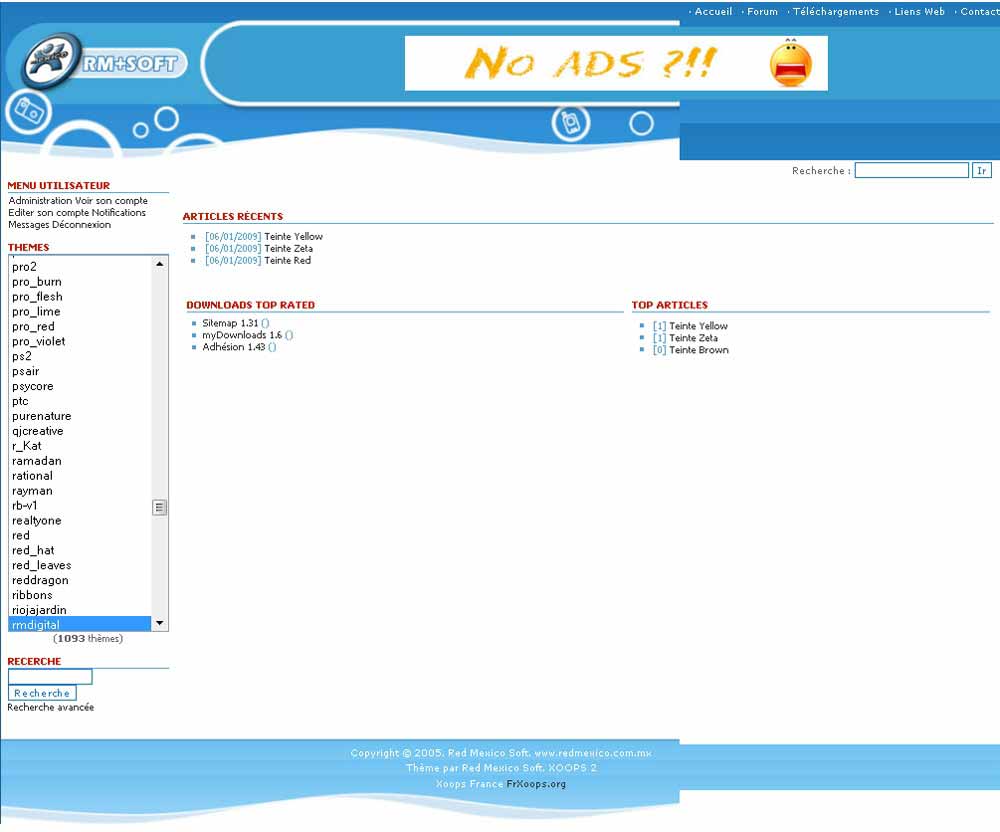 · Accueil · Forum · Téléchargements · Liens Web · Contact
MEXICO RM+SOFT
No ADS ?!!
Recherche : Ir
MENU UTILISATEUR
Administration Voir son compte
Editer son compte Notifications
Messages Déconnexion
THEMES
pro2
pro_burn
pro_flesh
pro_lime
pro_red
pro_violet
ps2
psair
psycore
ptc
purenature
qjcreative
r_Kat
ramadan
rational
rayman
rb-v1
realtyone
red
red_hat
red_leaves
reddragon
ribbons
riojajardin
rmdigital
(1093 thèmes)
RECERCHE
Recherche
Recherche avancée
ARTICLES RÉCENTS
[06/01/2009] Teinte Yellow
[06/01/2009] Teinte Zeta
[06/01/2009] Teinte Red
DOWNLOADS TOP RATED
Sitemap 1.31 ()
myDownloads 1.6 ()
Adhésion 1.43 ()
TOP ARTICLES
[1] Teinte Yellow
[1] Teinte Zeta
[0] Teinte Brown
Copyright © 2005. Red Mexico Soft. www.redmexico.com.mx
Thème par Red Mexico Soft. XOOPS 2
Xoops France FrXoops.org